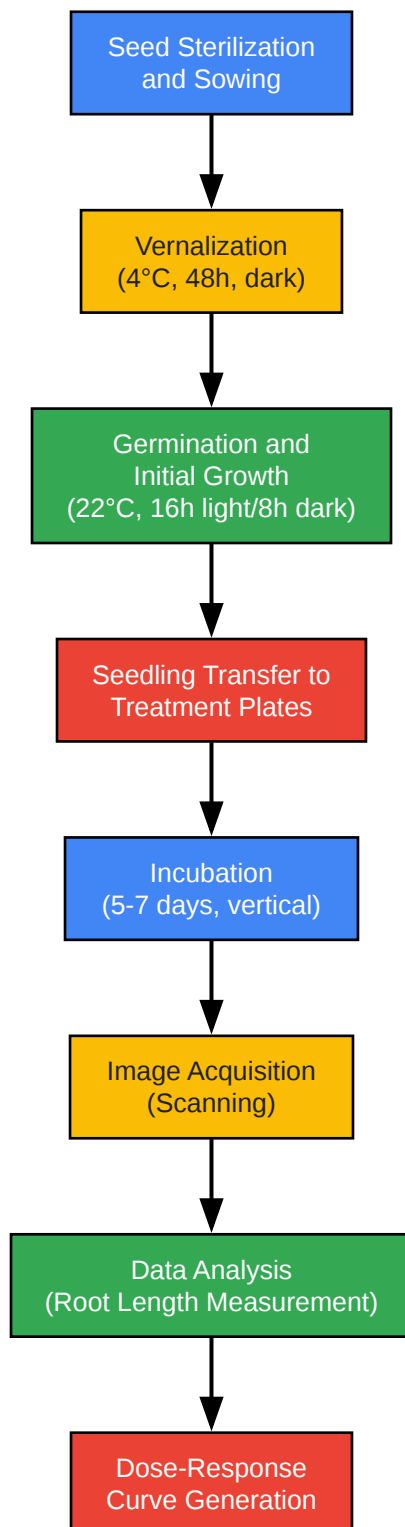 Seed Sterilization
and Sowing
Vernalization
(4°C, 48h, dark)
Germination and
Initial Growth
(22°C, 16h light/8h dark)
Seedling Transfer to
Treatment Plates
Incubation
(5-7 days, vertical)
Image Acquisition
(Scanning)
Data Analysis
(Root Length Measurement)
Dose-Response
Curve Generation